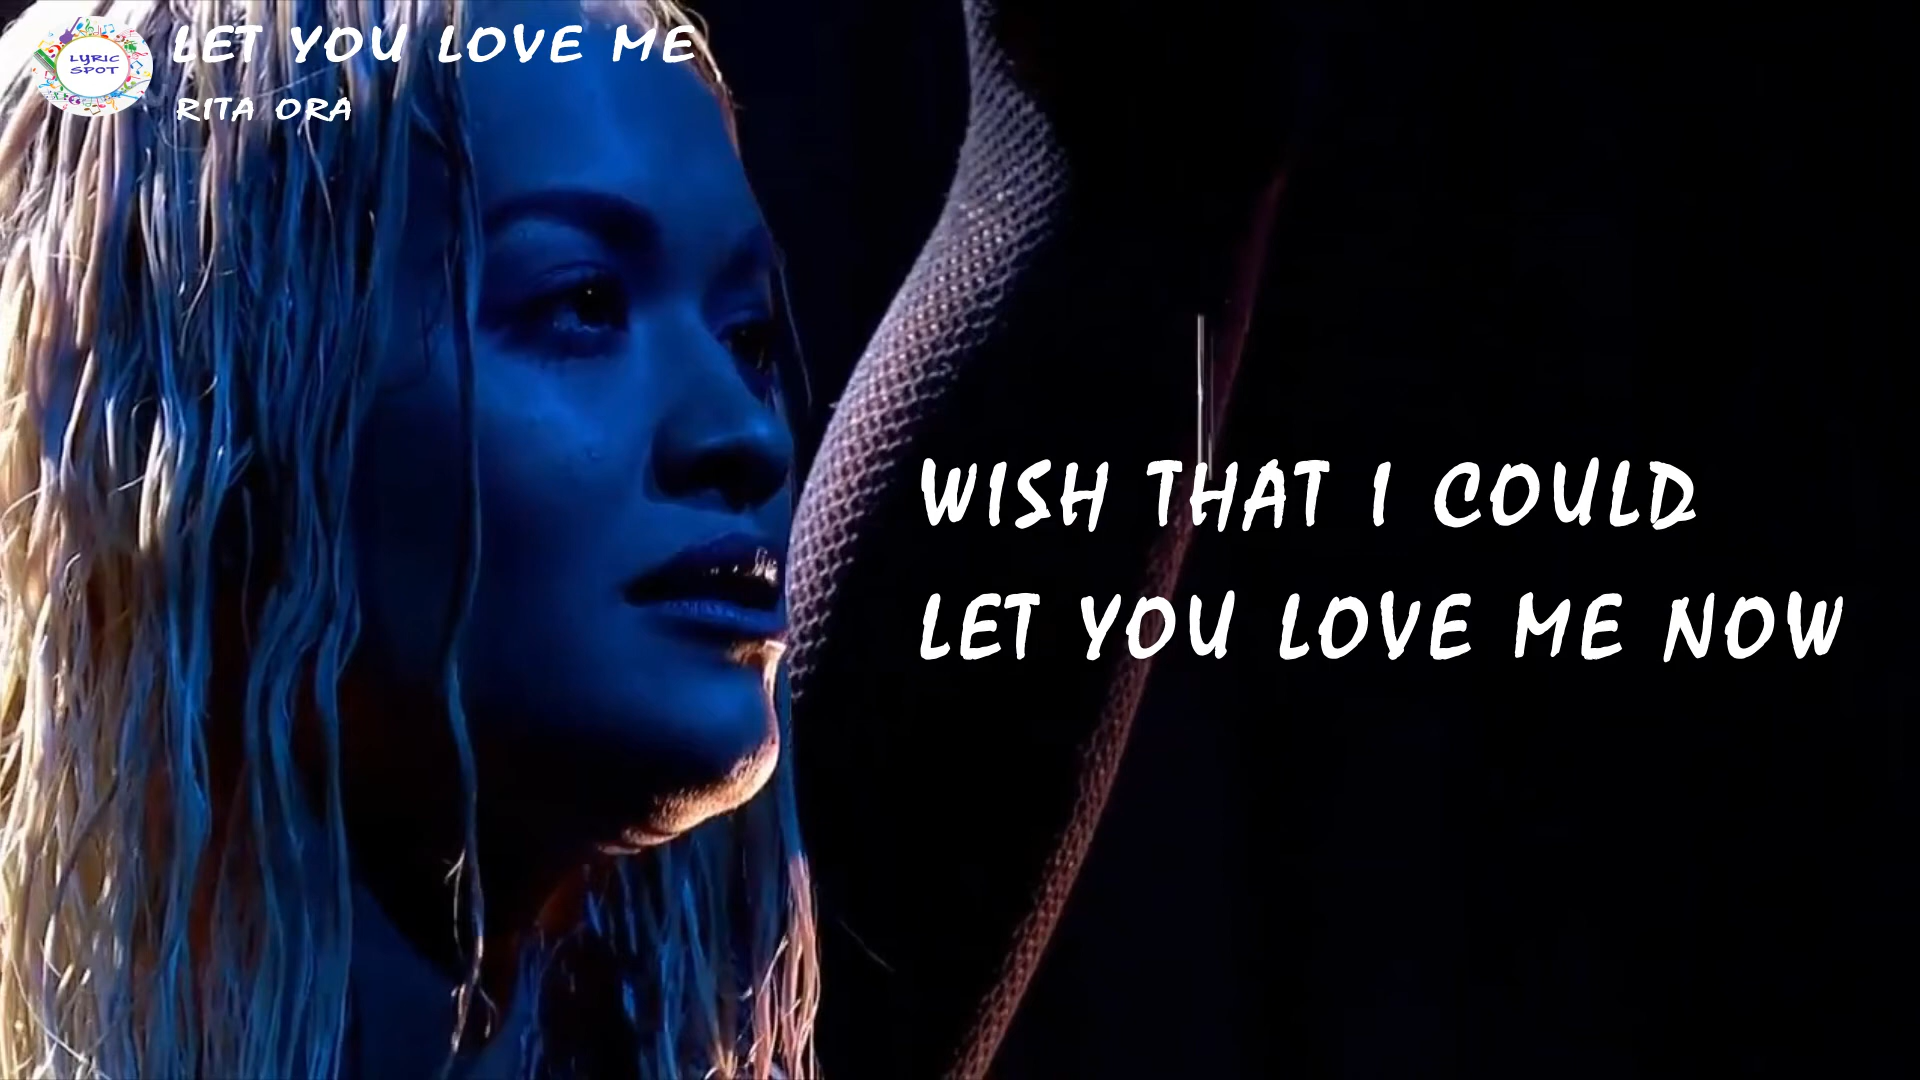 LYRIC
SPOT
LET YOU LOVE ME
RITA ORA
WISH THAT I COULD
LET YOU LOVE ME NOW